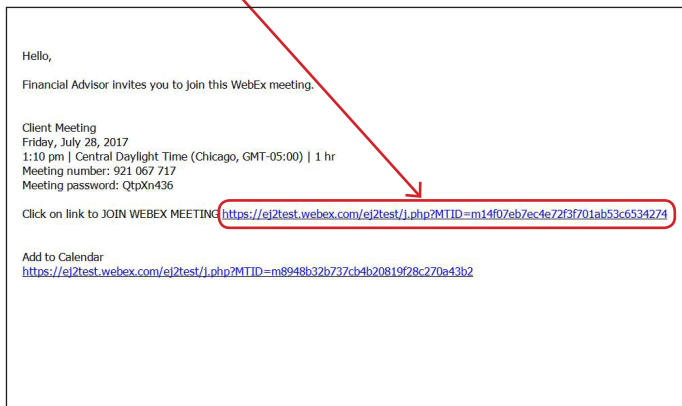 Hello,
Financial Advisor invites you to join this WebEx meeting.
Client Meeting
Friday, July 28, 2017
1:10 pm | Central Daylight Time (Chicago, GMT-05:00) | 1 hr
Meeting number: 921 067 717
Meeting password: QtpXn436
Click on link to JOIN WEBEX MEETING https://ej2test.webex.com/ej2test/j.php?MTID=m14f07eb7ec4e72f3f701ab53c6534274
Add to Calendar
https://ej2test.webex.com/ej2test/j.php?MTID=m8948b32b737cb4b20819f28c270a43b2